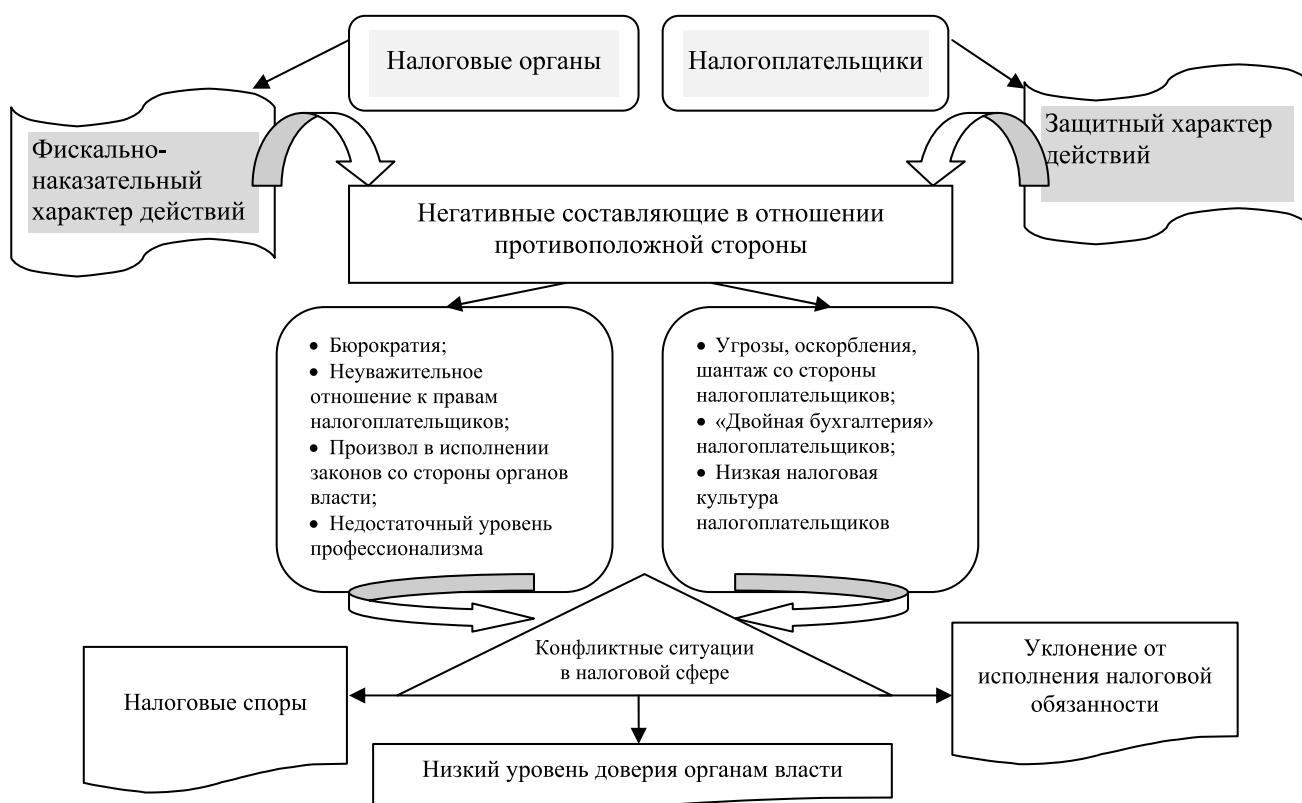 Налоговые органы
Налогоплательщики
Фискально-
наказательный
характер действий
Защитный характер
действий
Негативные составляющие в отношении
противоположной стороны
• Бюрократия;
• Неуважительное
отношение к правам
налогоплательщиков;
• Произвол в исполнении
законов со стороны органов
власти;
• Недостаточный уровень
профессионализма
• Угрозы, оскорбления,
шантаж со стороны
налогоплательщиков;
• «Двойная бухгалтерия»
налогоплательщиков;
• Низкая налоговая
культура
налогоплательщиков
Конфликтные ситуации
в налоговой сфере
Налоговые споры
Уклонение от
исполнения налоговой
обязанности
Низкий уровень доверия органам власти